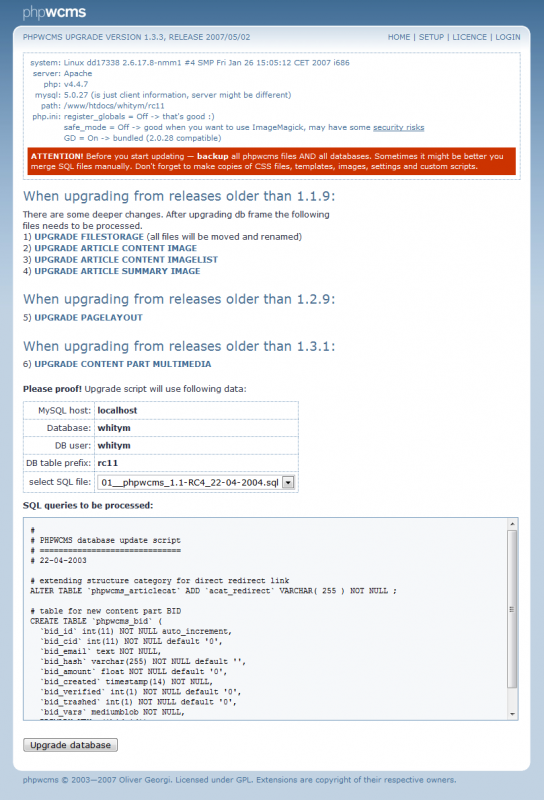 phpwcms
PHPWCMS UPGRADE VERSION 1.3.3, RELEASE 2007/05/02
HOME | SETUP | LICENCE | LOGIN
system: Linux dd17338 2.6.17.8-nmm1 #4 SMP Fri Jan 26 15:05:12 CET 2007 i686
server: Apache
php: v4.4.7
mysql: 5.0.27 (is just client information, server might be different)
path: /www/htdocs/whitym/rc11
php.ini: register_globals = Off -> that's good :)
safe_mode = Off -> good when you want to use ImageMagick, may have some security risks
GD = On -> bundled (2.0.28 compatible)
ATTENTION! Before you start updating — backup all phpwcms files AND all databases. Sometimes it might be better you
merge SQL files manually. Don't forget to make copies of CSS files, templates, images, settings and custom scripts.
When upgrading from releases older than 1.1.9:
There are some deeper changes. After upgrading db frame the following
files needs to be processed.
1) UPGRADE FILESTORAGE (all files will be moved and renamed)
2) UPGRADE ARTICLE CONTENT IMAGE
3) UPGRADE ARTICLE CONTENT IMAGELIST
4) UPGRADE ARTICLE SUMMARY IMAGE
When upgrading from releases older than 1.2.9:
5) UPGRADE PAGELAYOUT
When upgrading from releases older than 1.3.1:
6) UPGRADE CONTENT PART MULTIMEDIA
Please proof! Upgrade script will use following data:
MySQL host: localhost
Database: whitym
DB user: whitym
DB table prefix: rc11
select SQL file: 01__phpwcms_1.1-RC4_22-04-2004.sql
SQL queries to be processed:
#
# PHPWCMS database update script
# ==============================
# 22-04-2003
# extending structure category for direct redirect link
ALTER TABLE `phpwcms_articlecat` ADD `acat_redirect` VARCHAR( 255 ) NOT NULL ;
# table for new content part BID
CREATE TABLE `phpwcms_bid` (
`bid_id` int(11) NOT NULL auto_increment,
`bid_cid` int(11) NOT NULL default '0',
`bid_email` text NOT NULL,
`bid_hash` varchar(255) NOT NULL default '',
`bid_amount` float NOT NULL default '0',
`bid_created` timestamp(14) NOT NULL,
`bid_verified` int(1) NOT NULL default '0',
`bid_trashed` int(1) NOT NULL default '0',
`bid_vars` mediumblob NOT NULL,
Upgrade database
phpwcms © 2003—2007 Oliver Georgi. Licensed under GPL. Extensions are copyright of their respective owners.